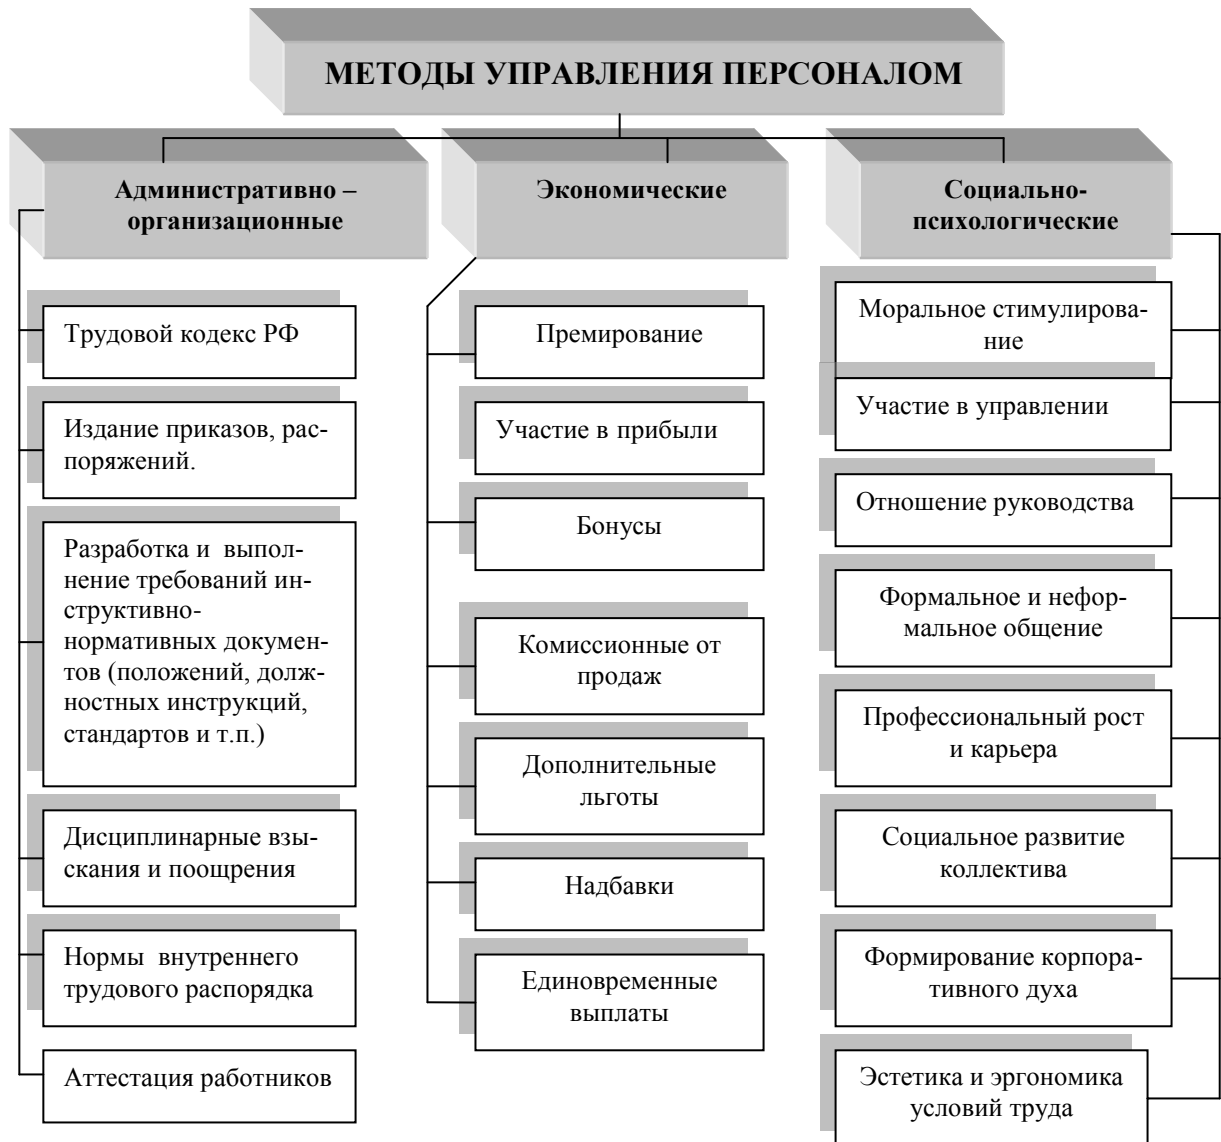 МЕТОДЫ УПРАВЛЕНИЯ ПЕРСОНАЛОМ
Административно –
организационные
Трудовой кодекс РФ
Издание приказов, рас-
поряжений.
Разработка и выпол-
нение требований ин-
структивно-
нормативных докумен-
тов (положений, долж-
ностных инструкций,
стандартов и т.п.)
Дисциплинарные взы-
скания и поощрения
Нормы внутреннего
трудового распорядка
Аттестация работников
Экономические
Премирование
Участие в прибыли
Бонусы
Комиссионные от
продаж
Дополнительные
льготы
Надбавки
Единовременные
выплаты
Социально-
психологические
Моральное стимулирова-
ние
Участие в управлении
Отношение руководства
Формальное и нефор-
мальное общение
Профессиональный рост
и карьера
Социальное развитие
коллектива
Формирование корпора-
тивного духа
Эстетика и эргономика
условий труда